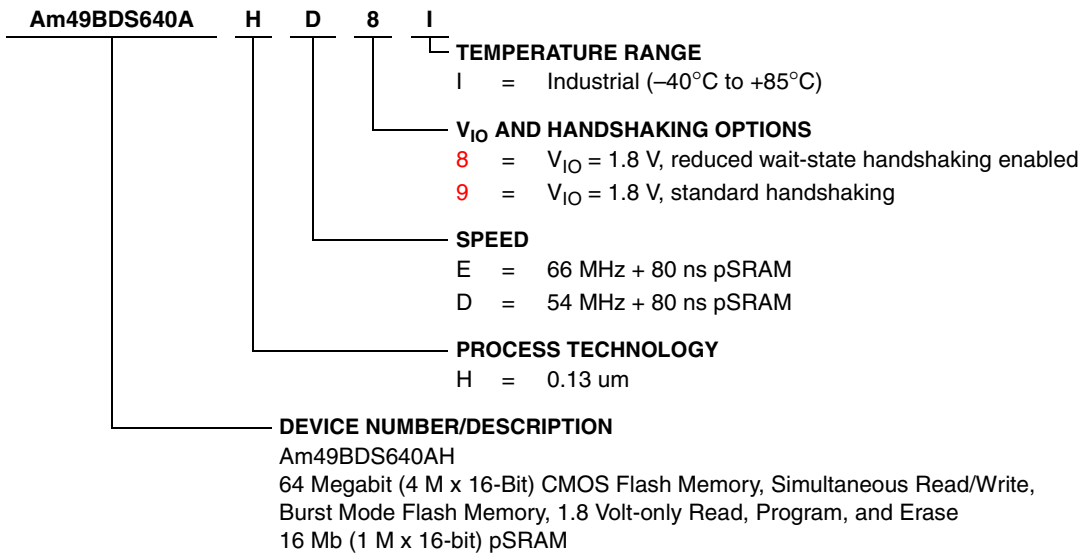 Am49BDS640A H D 8 I
TEMPERATURE RANGE
I = Industrial (–40°C to +85°C)
VIO AND HANDSHAKING OPTIONS
8 = VIO = 1.8 V, reduced wait-state handshaking enabled
9 = VIO = 1.8 V, standard handshaking
SPEED
E = 66 MHz + 80 ns pSRAM
D = 54 MHz + 80 ns pSRAM
PROCESS TECHNOLOGY
H = 0.13 um
DEVICE NUMBER/DESCRIPTION
Am49BDS640AH
64 Megabit (4 M x 16-Bit) CMOS Flash Memory, Simultaneous Read/Write,
Burst Mode Flash Memory, 1.8 Volt-only Read, Program, and Erase
16 Mb (1 M x 16-bit) pSRAM